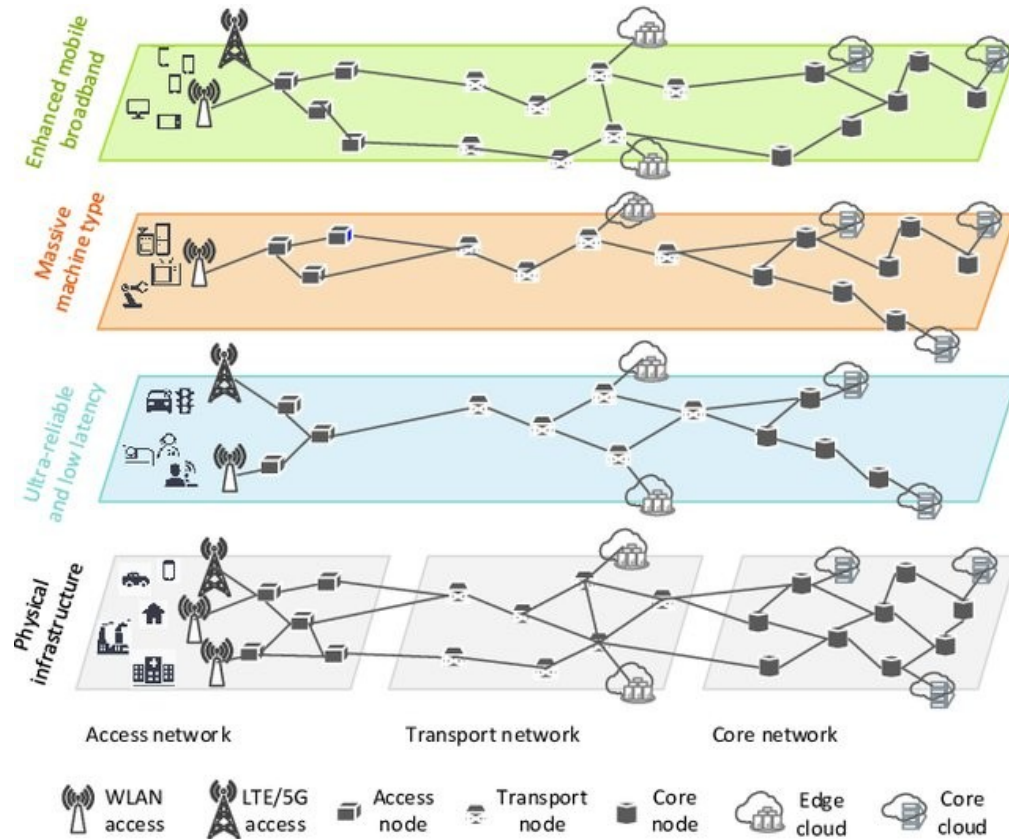 Enhanced mobile
broadband
Massive
machine type
Ultra-reliable
and low latency
Physical
infrastructure
Access network
Transport network
Core network
WLAN
access
LTE/5G
access
Access
node
Transport
node
Core
node
Edge
cloud
Core
cloud